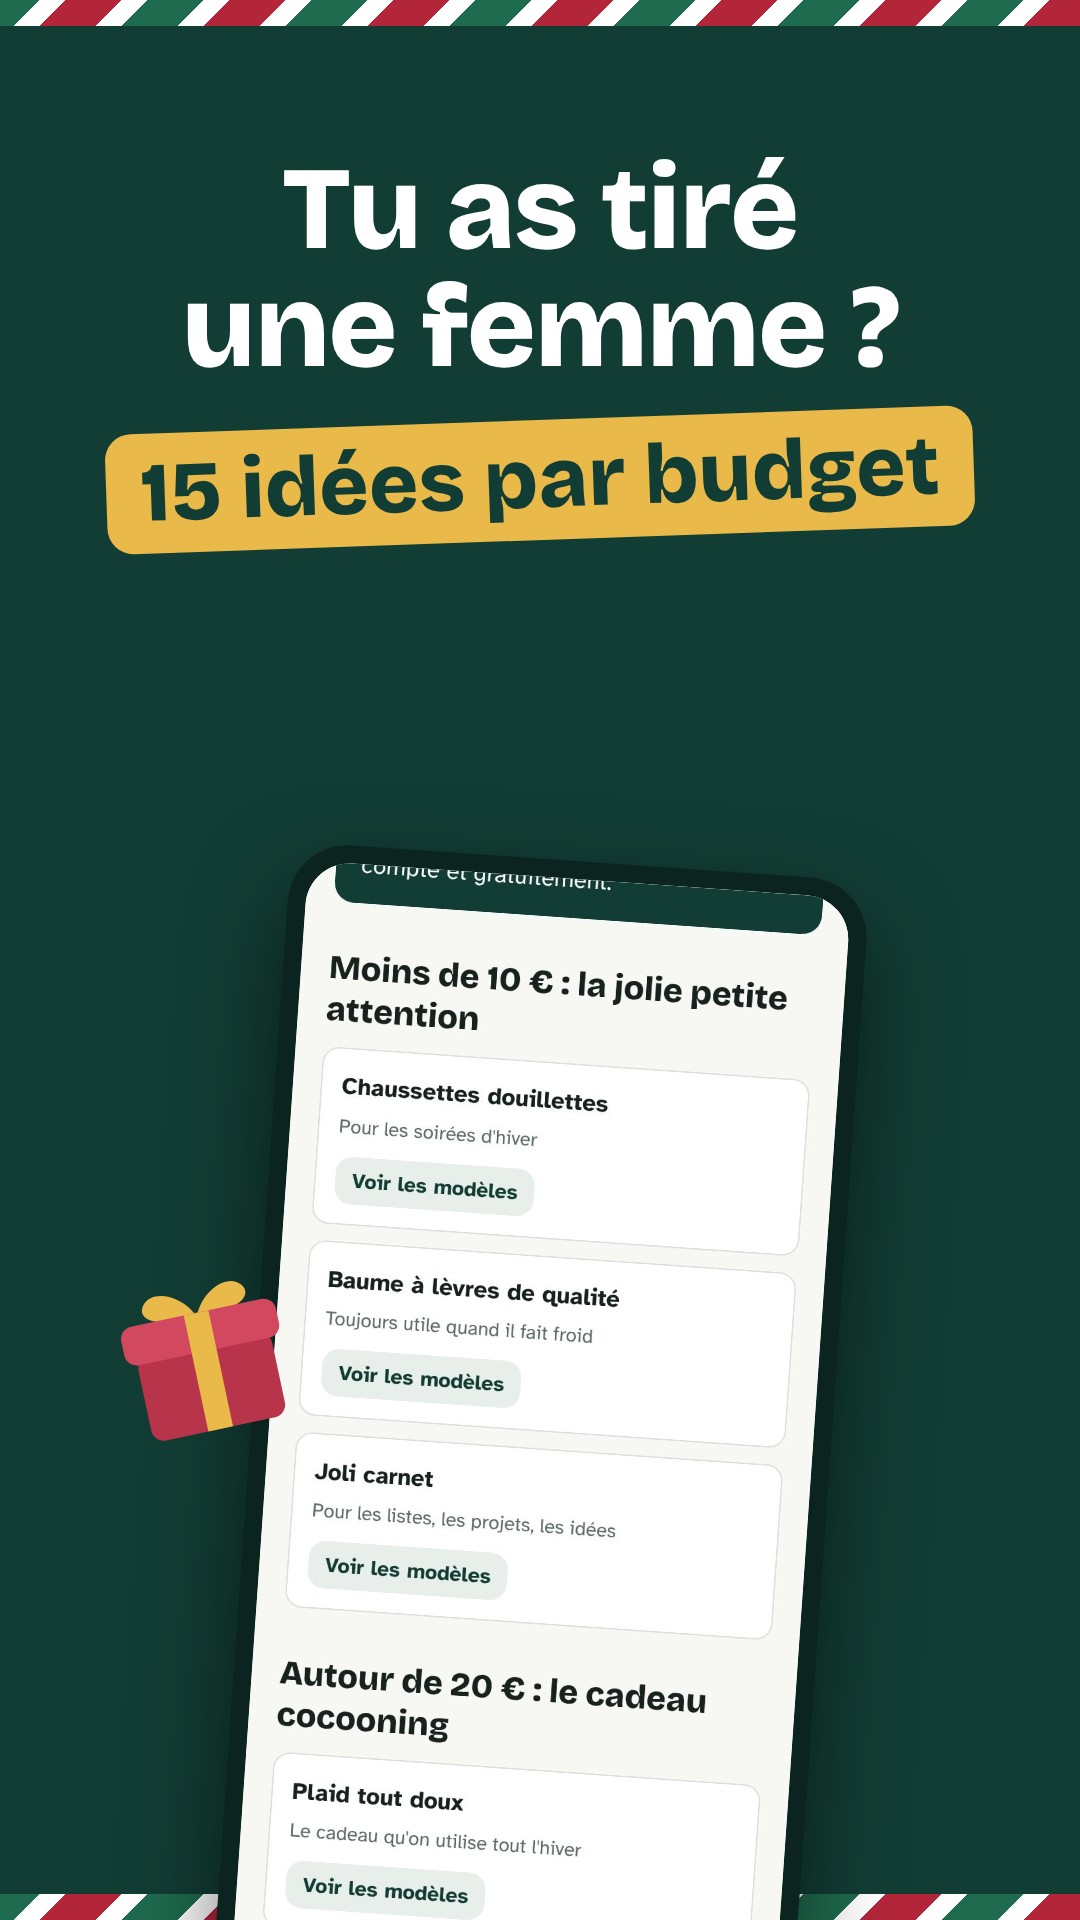 Tu as tiré
une femme ?
15 idées par budget
compte et gratuitement.
Moins de 10 € : la jolie petite
attention
Chaussettes douillettes
Pour les soirées d'hiver
Voir les modèles
Baume à lèvres de qualité
Toujours utile quand il fait froid
Voir les modèles
Joli carnet
Pour les listes, les projets, les idées
Voir les modèles
Autour de 20 € : le cadeau
cocooning
Plaid tout doux
Le cadeau qu'on utilise tout l'hiver
Voir les modèles